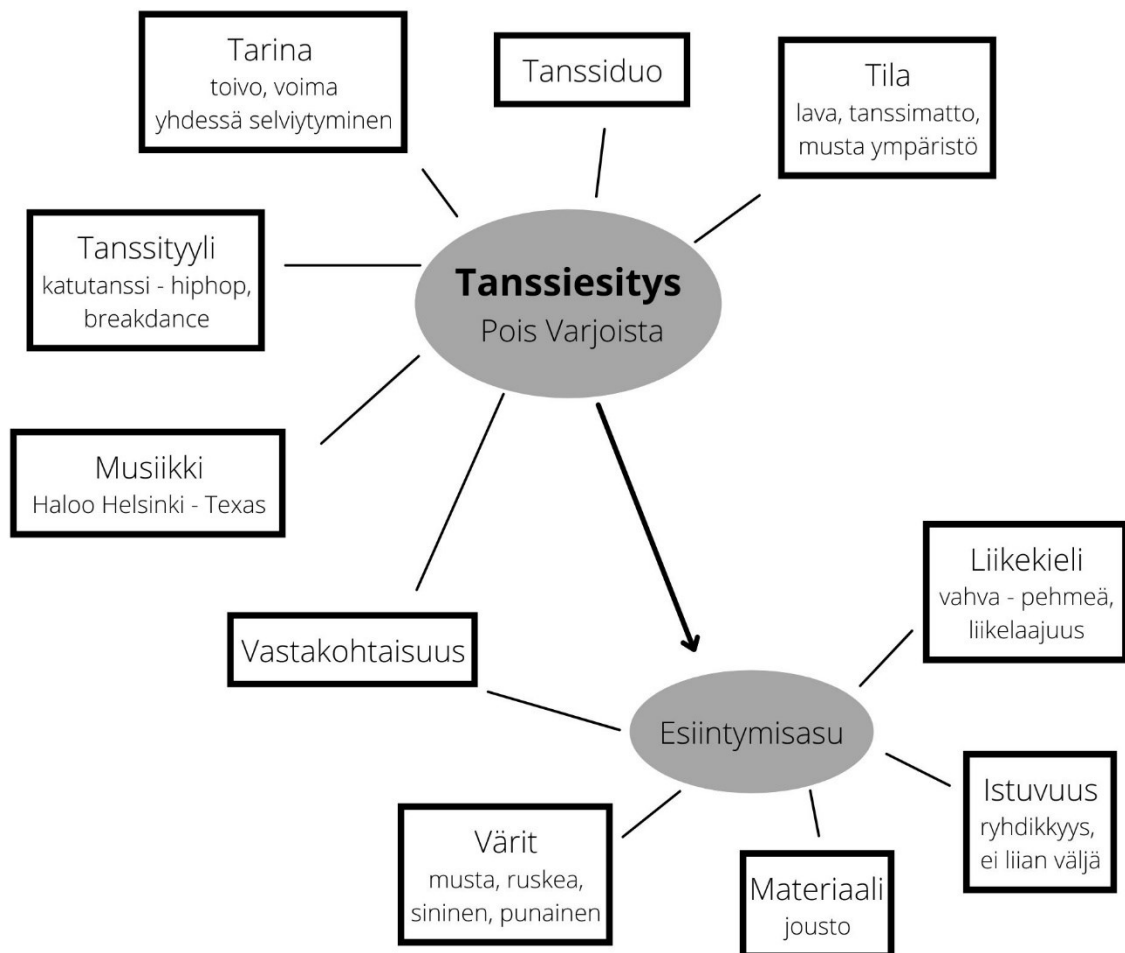 Tarina
toivo, voima
yhdessä selviytyminen
Tanssiduo
Tila
lava, tanssimatto,
musta ympäristö
Tanssityyli
katutanssi - hiphop,
breakdance
Tanssiesitys
Pois Varjoista
Musiikki
Haloo Helsinki - Texas
Vastakohtaisuus
Liikekieli
vahva - pehmeä,
liikelaajuus
Esiintymisasu
Istuvuus
ryhdikkyys,
ei liian väljä
Värit
musta, ruskea,
sininen, punainen
Materiaali
jousto